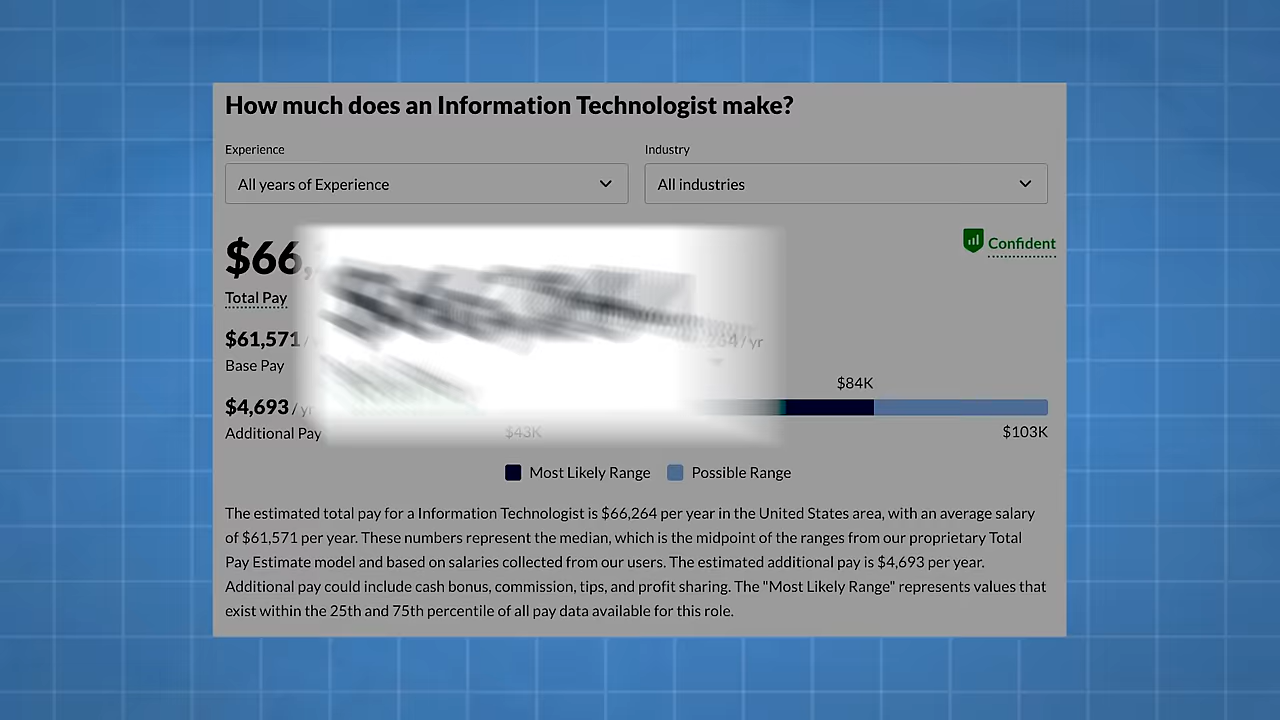 How much does an Information Technologist make?
Experience
Industry
All years of Experience
All industries
$66,
Confident
Total Pay
$61,571 /
/ yr
Base Pay
$84K
$4,693 / yr
Additional Pay
$43K
$103K
Most Likely Range
Possible Range
The estimated total pay for a Information Technologist is $66,264 per year in the United States area, with an average salary
of $61,571 per year. These numbers represent the median, which is the midpoint of the ranges from our proprietary Total
Pay Estimate model and based on salaries collected from our users. The estimated additional pay is $4,693 per year.
Additional pay could include cash bonus, commission, tips, and profit sharing. The "Most Likely Range" represents values that
exist within the 25th and 75th percentile of all pay data available for this role.